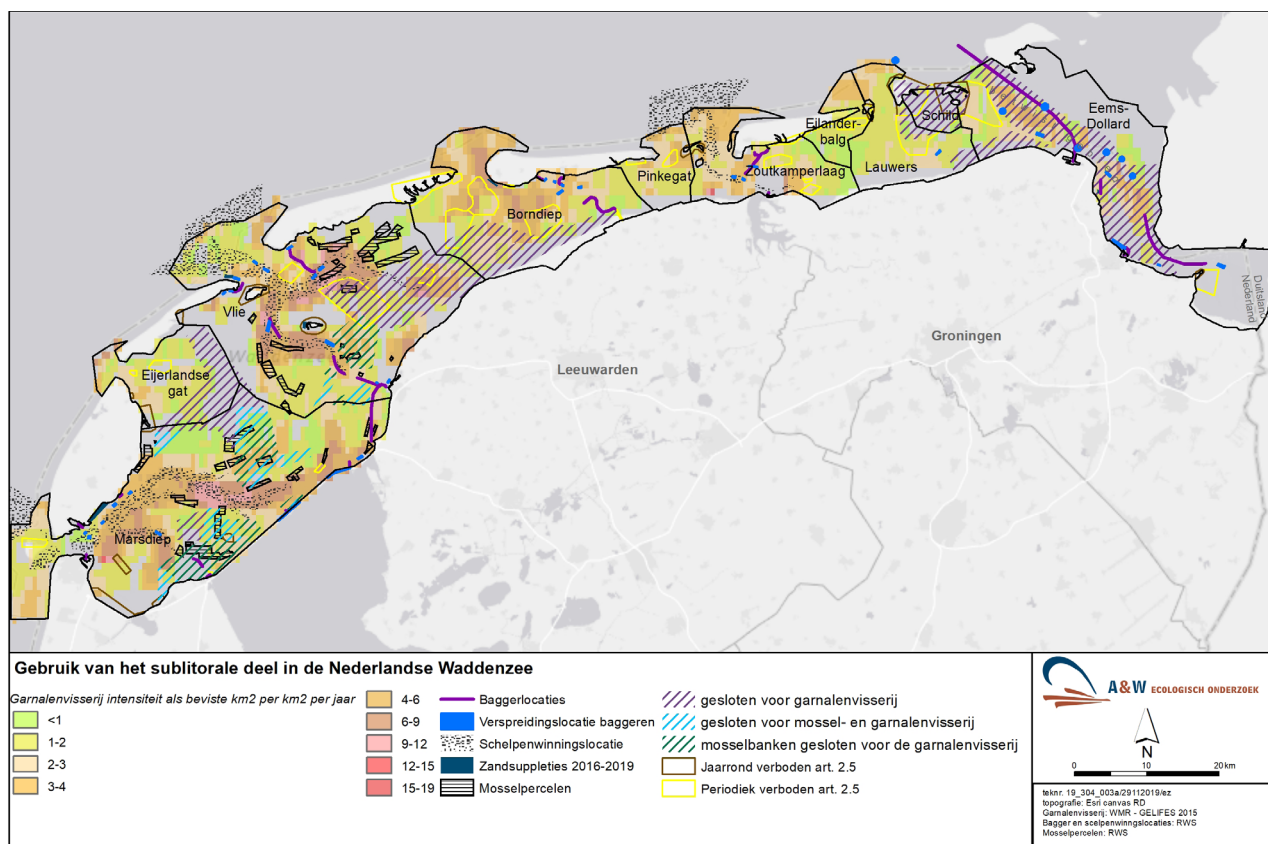 Eems-
Dollard
Schild
Eilander-
balg
Lauwers
Zoutkamperlaag
Pinkegat
Borndiep
Duitsland
Nederland
Vlie
Waddenzee
Groningen
Leeuwarden
Eijerlandse
gat
Marsdiep
Gebruik van het sublitorale deel in de Nederlandse Waddenzee
Garnalenvisserij intensiteit als beviste km2 per km2 per jaar
<1
1-2
2-3
3-4
4-6
6-9
9-12
12-15
15-19
Baggerlocaties
Verspreidingslocatie baggeren
Schelpenwinningslocatie
Zandsuppleties 2016-2019
Mosselpercelen
gesloten voor garnalenvisserij
gesloten voor mossel- en garnalenvisserij
mosselbanken gesloten voor de garnalenvisserij
Jaarrond verboden art. 2.5
Periodiek verboden art. 2.5
A&W ECOLOGISCH ONDERZOEK
N
0 10 20 km
teknr. 19_304_003a/29112019/ez
topografie: Esri canvas RD
Garnalenvisserij: WMR - GELIFES 2015
Bagger en scelpenwinngslocaties: RWS
Mosselpercelen: RWS